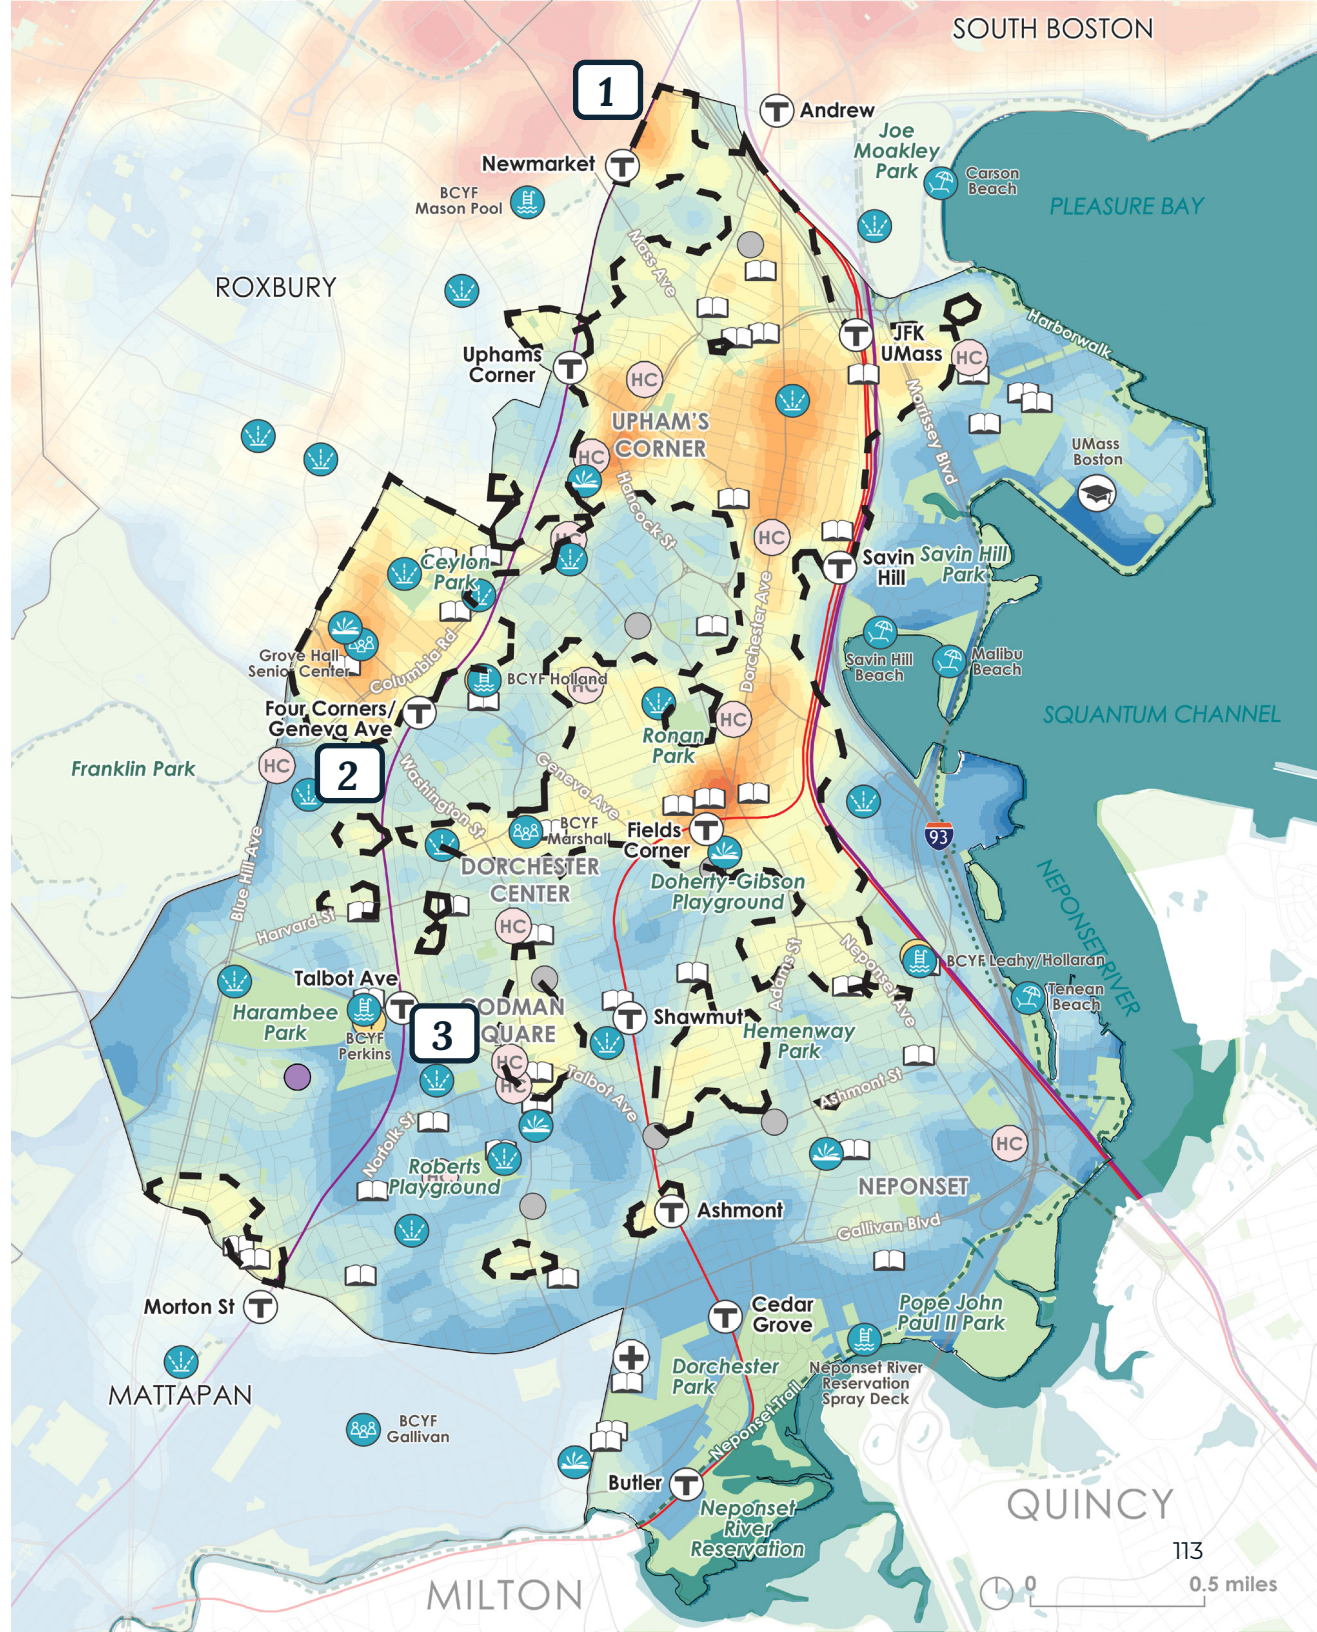 SOUTH BOSTON
1
T Andrew
Joe
Moakley
Park
Newmarket T
Carson
Beach
BCYF
Mason Pool
PLEASURE BAY
Mass Ave
ROXBURY
Harborwalk
JFK
UMass
T
Uphams
Corner
T
HC
HC
Morrissey Blvd
UPHAM'S
CORNER
UMass
Boston
HC
Hancock St
HC
HC
Ceylon
Park
T
Savin
Hill
Savin Hill
Park
Dorchester Ave
Columbia Rd
Grove Hall
Senior Center
Savin Hill
Beach
Malibu
Beach
BCYF Holland
HC
Four Corners/
Geneva Ave
T
HC
SQUANTUM CHANNEL
Ronan
Park
Franklin Park
HC
2
Washington St
Geneva Ave
BCYF
Marshall
Fields
Corner
T
93
Blue Hill Ave
DORCHESTER
CENTER
Doherty-Gibson
Playground
NEPONSET RIVER
Harvard St
HC
Adams St
Neponset Ave
BCYF Leahy/Hollaran
Talbot Ave
T
Tenean
Beach
Harambee
Park
BCYF
Perkins
3
ODMAN
QUARE
T Shawmut
Hemenway
Park
HC
HC
Talbot Ave
Ashmont St
Norfolk St
HC
Roberts
Playground
HC
NEPONSET
T Ashmont
Gallivan Blvd
Morton St T
T
Cedar
Grove
Pope John
Paul II Park
Dorchester
Park
Neponset River
Reservation
Spray Deck
MATTAPAN
BCYF
Gallivan
Neponset Trail
Butler T
Neponset
River
Reservation
QUINCY
113
MILTON
0 0.5 miles